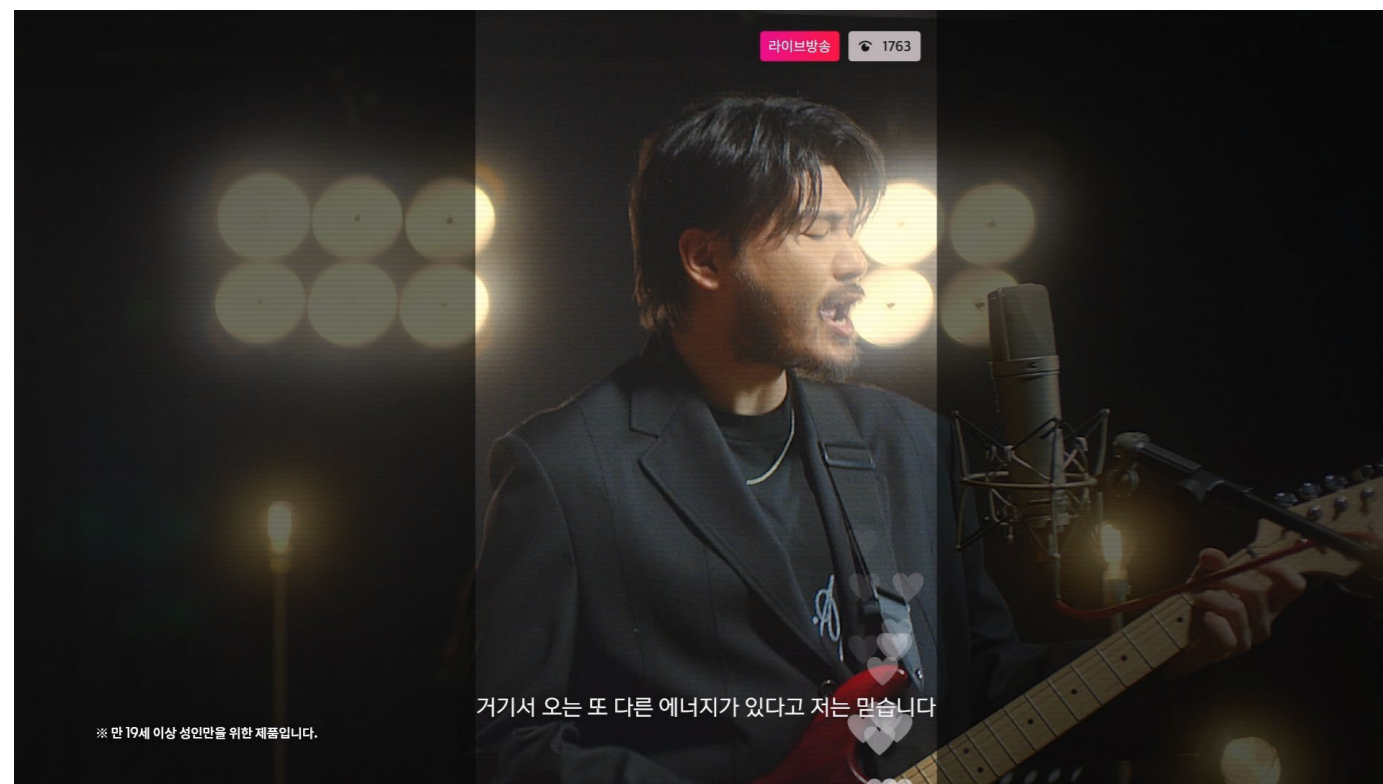 라이브방송
1763
거기서 오는 또 다른 에너지가 있다고 저는 믿습니다
※ 만 19세 이상 성인만을 위한 제품입니다.